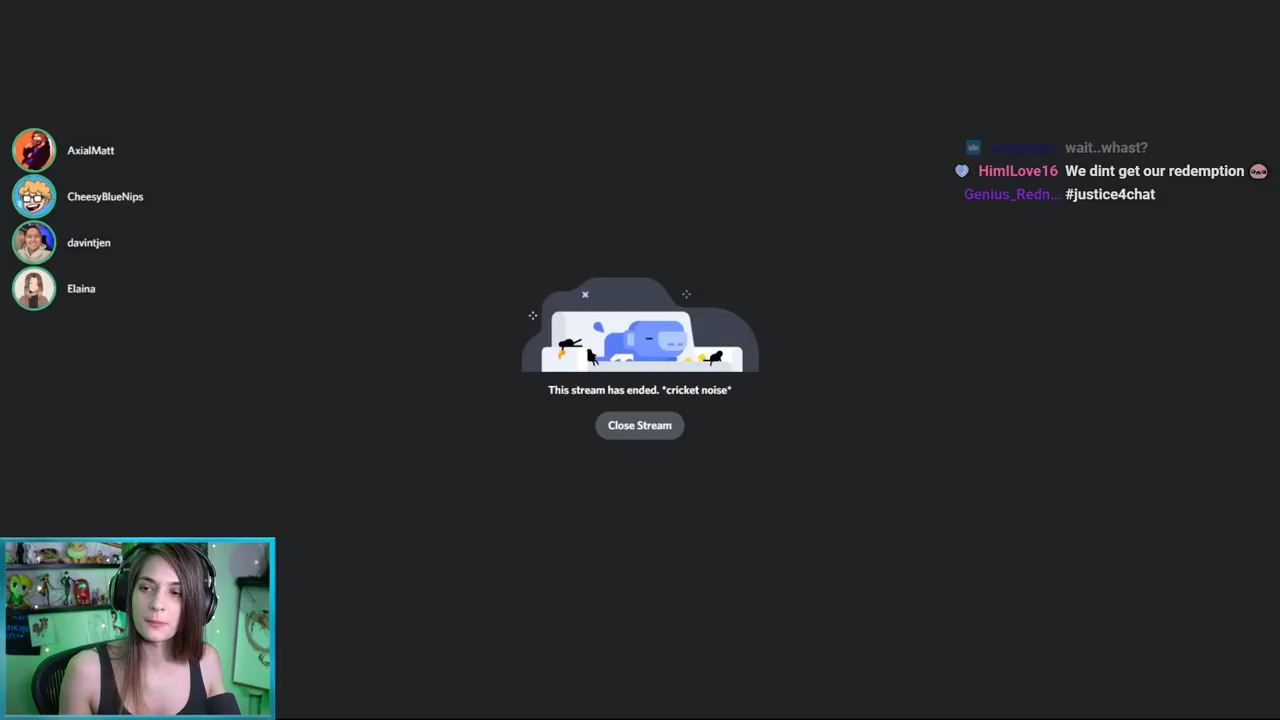 AxialMatt
CheesyBlueNips
davintjen
Elaina
wait..whast?
HimILove16 We dint get our redemption
Genius_Redn... #justice4chat
This stream has ended. *cricket noise*
Close Stream